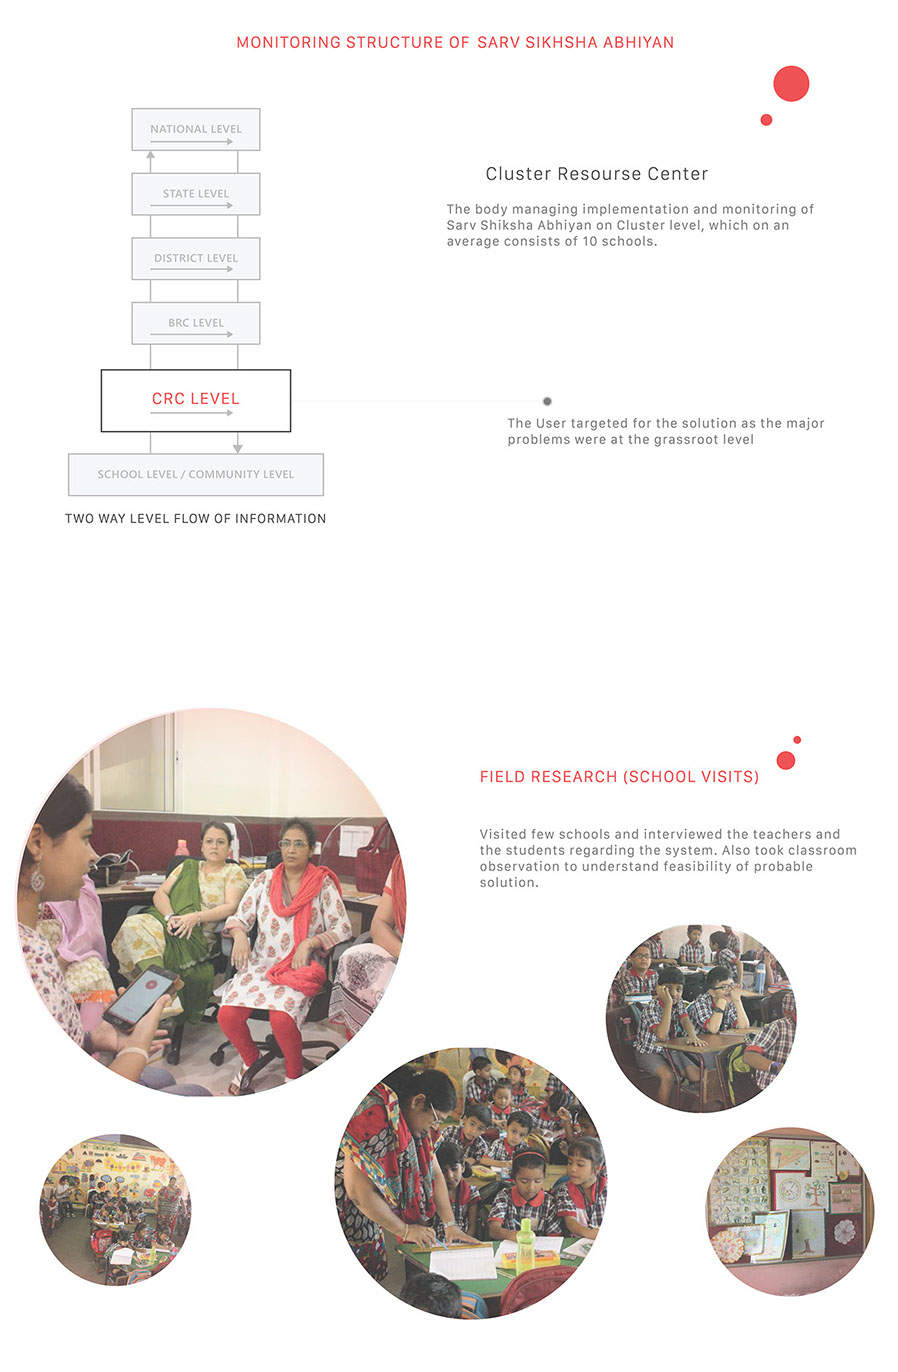 MONITORING STRUCTURE OF SARV SIKHSHA ABHIYAN
NATIONAL LEVEL
STATE LEVEL
DISTRICT LEVEL
BRC LEVEL
CRC LEVEL
SCHOOL LEVEL / COMMUNITY LEVEL
TWO WAY LEVEL FLOW OF INFORMATION
Cluster Resourse Center
The body managing implementation and monitoring of
Sarv Shiksha Abhiyan on Cluster level, which on an
average consists of 10 schools.
The User targeted for the solution as the major
problems were at the grassroot level
FIELD RESEARCH (SCHOOL VISITS)
Visited few schools and interviewed the teachers and
the students regarding the system. Also took classroom
observation to understand feasibility of probable
solution.